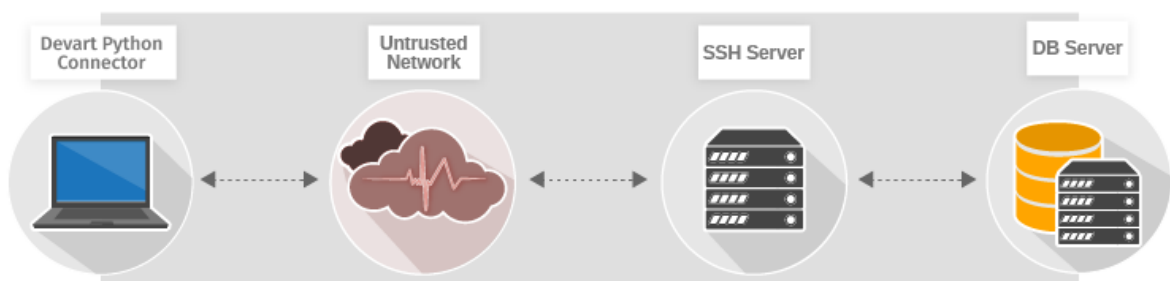 Devart Python
Connector
Untrusted
Network
SSH Server
DB Server